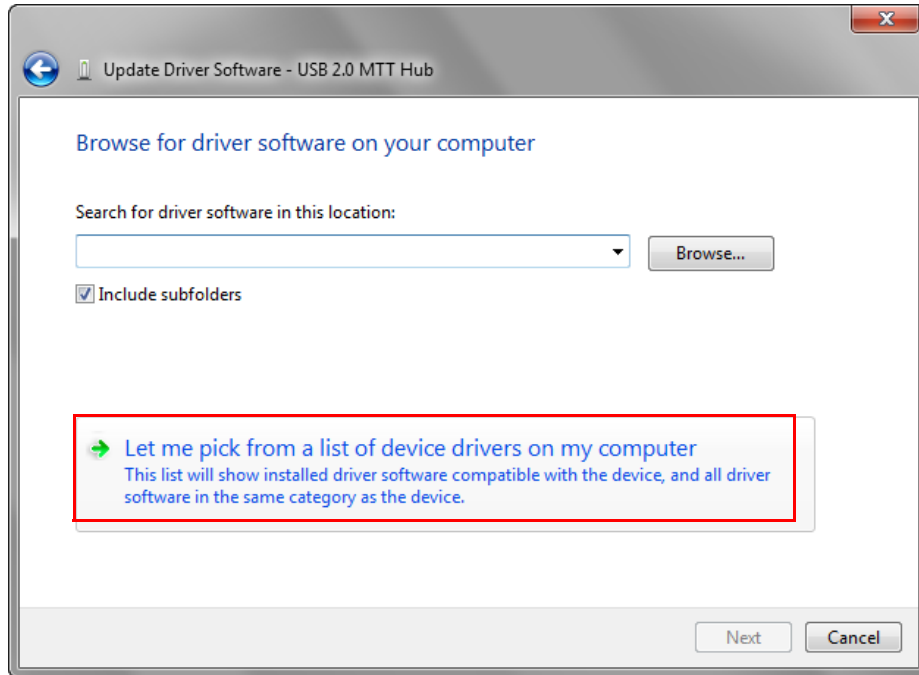 Update Driver Software - USB 2.0 MTT Hub
Browse for driver software on your computer
Search for driver software in this location:
Browse...
Include subfolders
Let me pick from a list of device drivers on my computer
This list will show installed driver software compatible with the device, and all driver
software in the same category as the device.
Next
Cancel